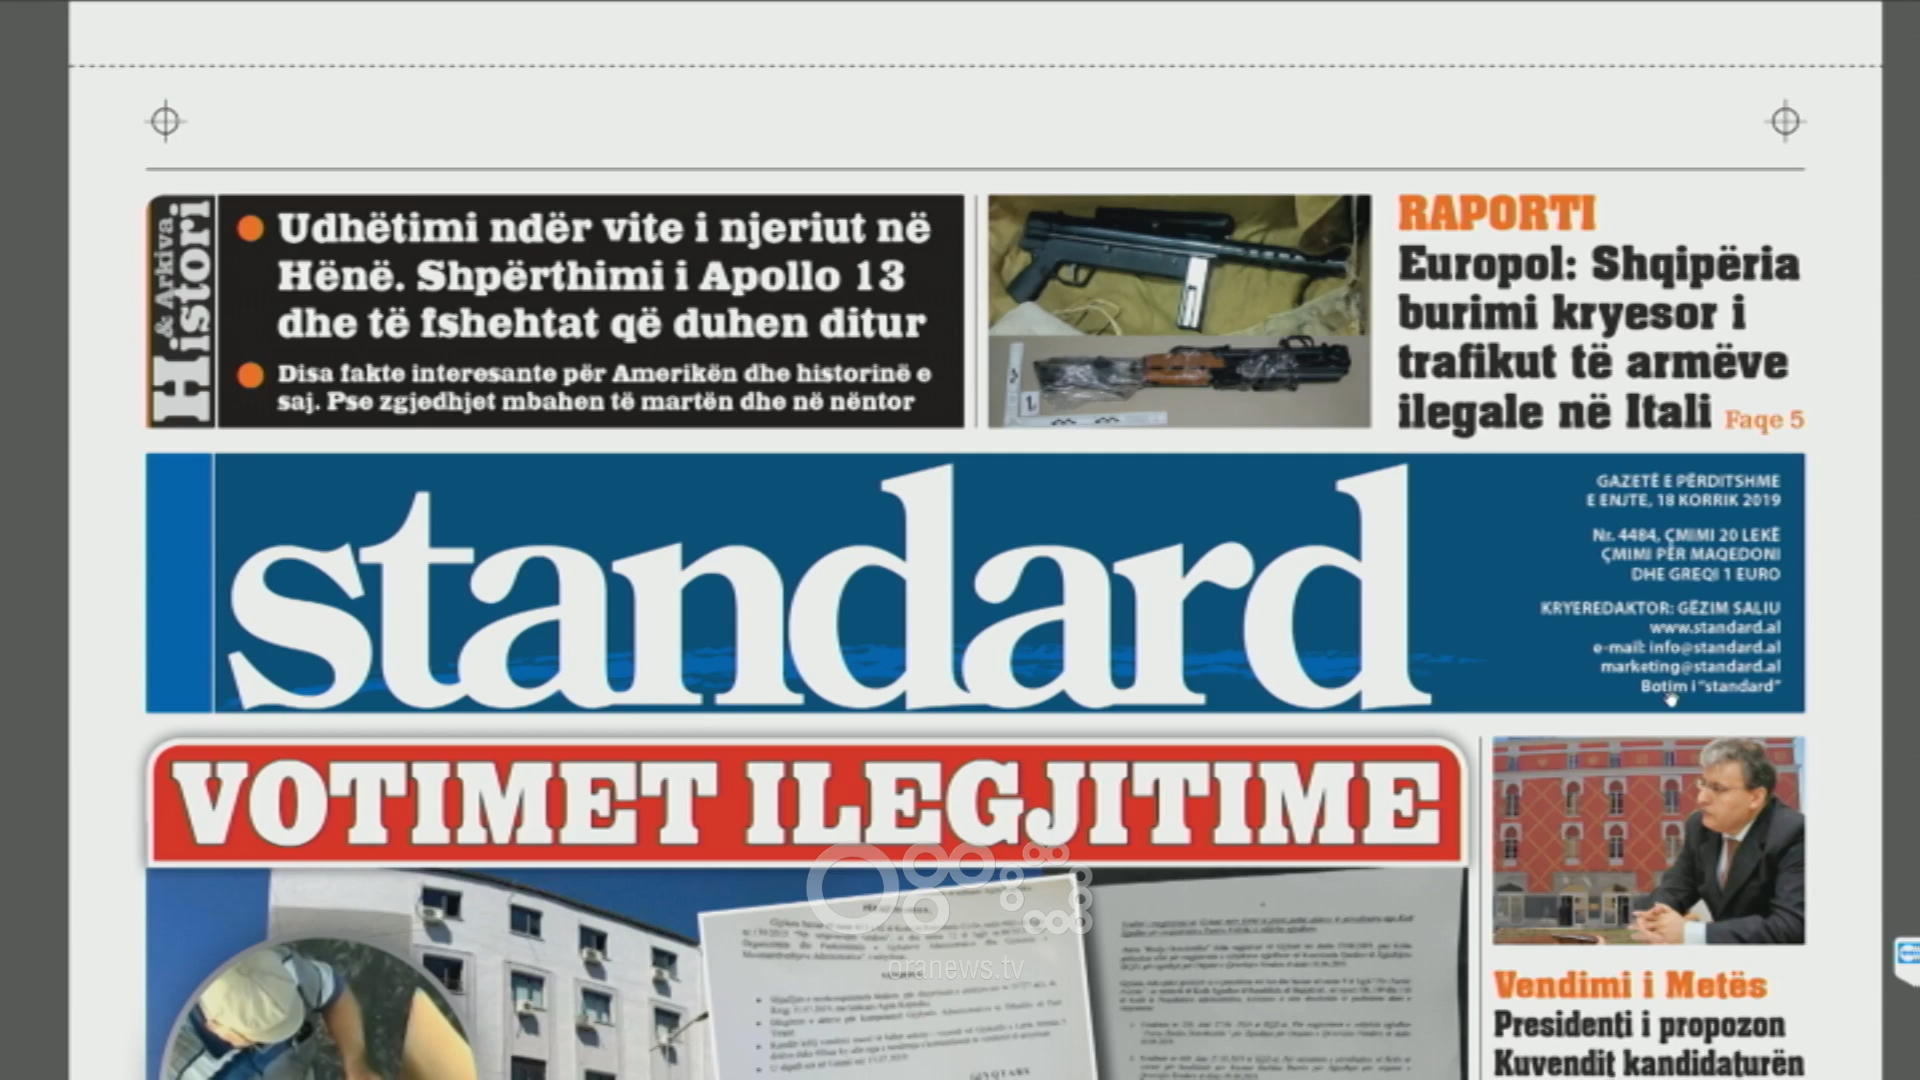 Histori
& Arkiva
Udhëtimi ndër vite i njeriut në
Hënë. Shpërthimi i Apollo 13
dhe të fshehtat që duhen ditur
Disa fakte interesante për Amerikën dhe historinë e
saj. Pse zgjedhjet mbahen të martën dhe në nëntor
RAPORTI
Europol: Shqipëria
burimi kryesor i
trafikut të armëve
ilegale në Itali Faqe 5
standard
GAZETË E PËRDITSHME
E ENJTE, 18 KORRIK 2019
Nr. 4484, ÇMIMI 20 LEKË
ÇMIMI PËR MAQEDONI
DHE GREQI 1 EURO
KRYEREDAKTOR: GËZIM SALIU
www.standard.al
e-mail: info@standard.al
marketing@standard.al
Botim i "standard"
VOTIMET ILEGJITIME
oranews.tv
Vendimi i Metës
Presidenti i propozon
Kuvendit kandidaturën